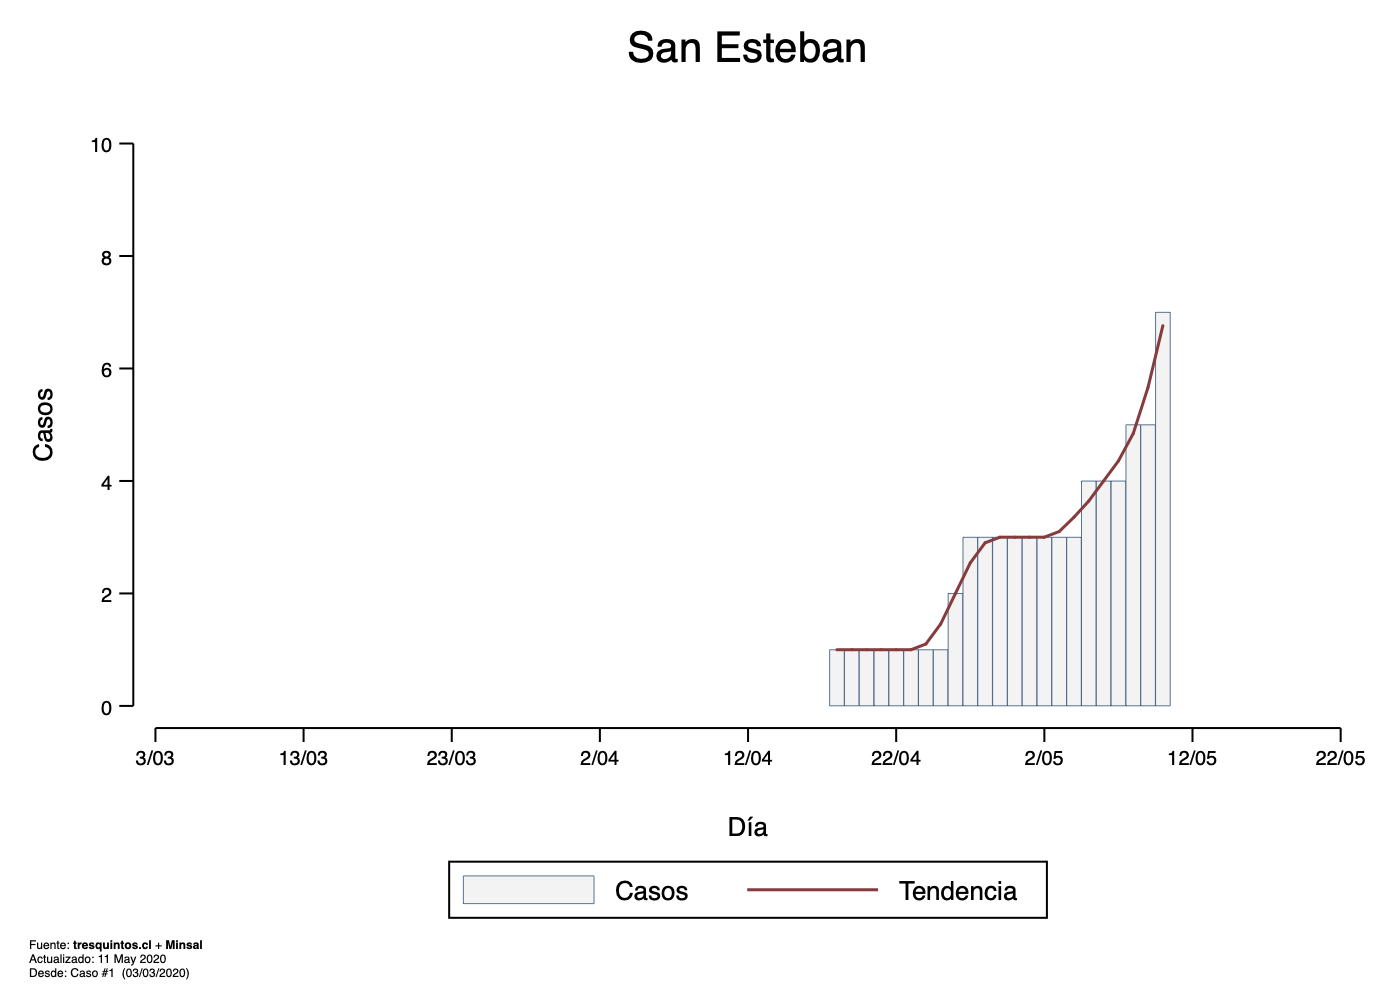 San Esteban
10
8
6
4
2
0
Casos
3/03 13/03 23/03 2/04 12/04 22/04 2/05 12/05 22/05
Día
Casos Tendencia
Fuente: tresquintos.cl + Minsal
Actualizado: 11 May 2020
Desde: Caso #1 (03/03/2020)